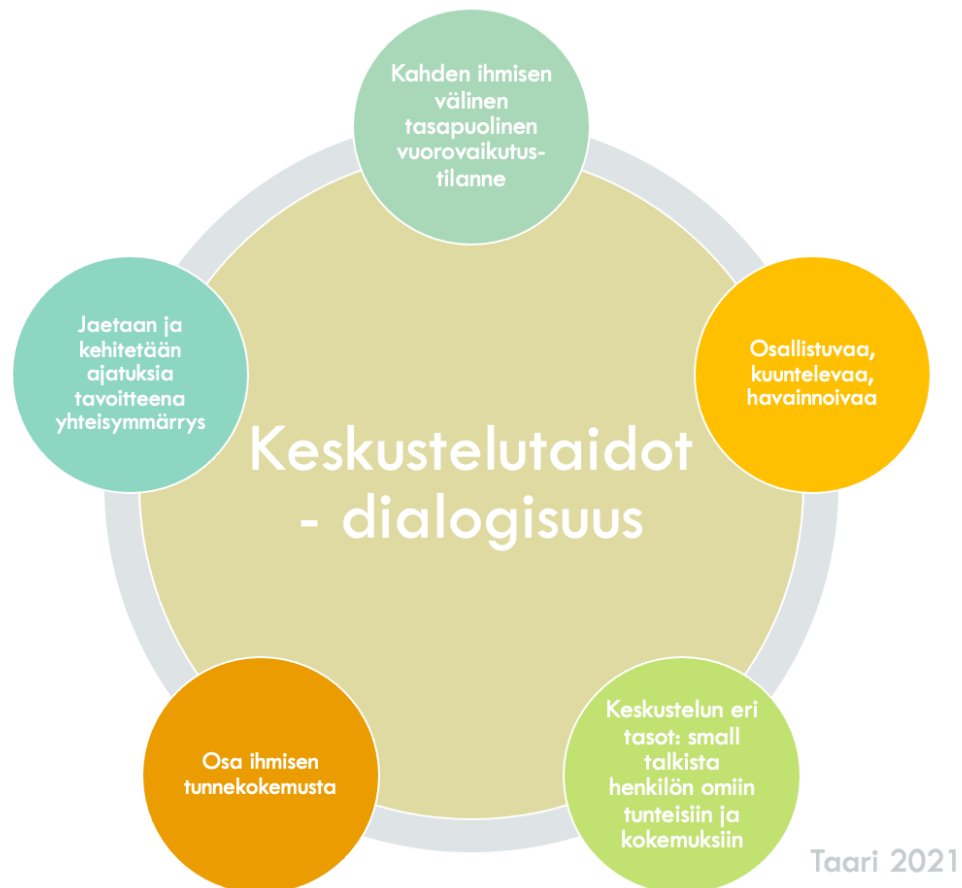 Kahden ihmisen
välinen
tasapuolinen
vuorovaikutus-
tilanne
Osallistuvaa,
kuuntelevaa,
havainnoivaa
Keskustelun eri
tasot: small
talkista
henkilön omiin
tunteisiin ja
kokemuksiin
Osa ihmisen
tunnekokemusta
Jaetaan ja
kehitetään
ajatuksia
tavoitteena
yhteisymmärrys
Keskustelutaidot
- dialogisuus
Taari 2021